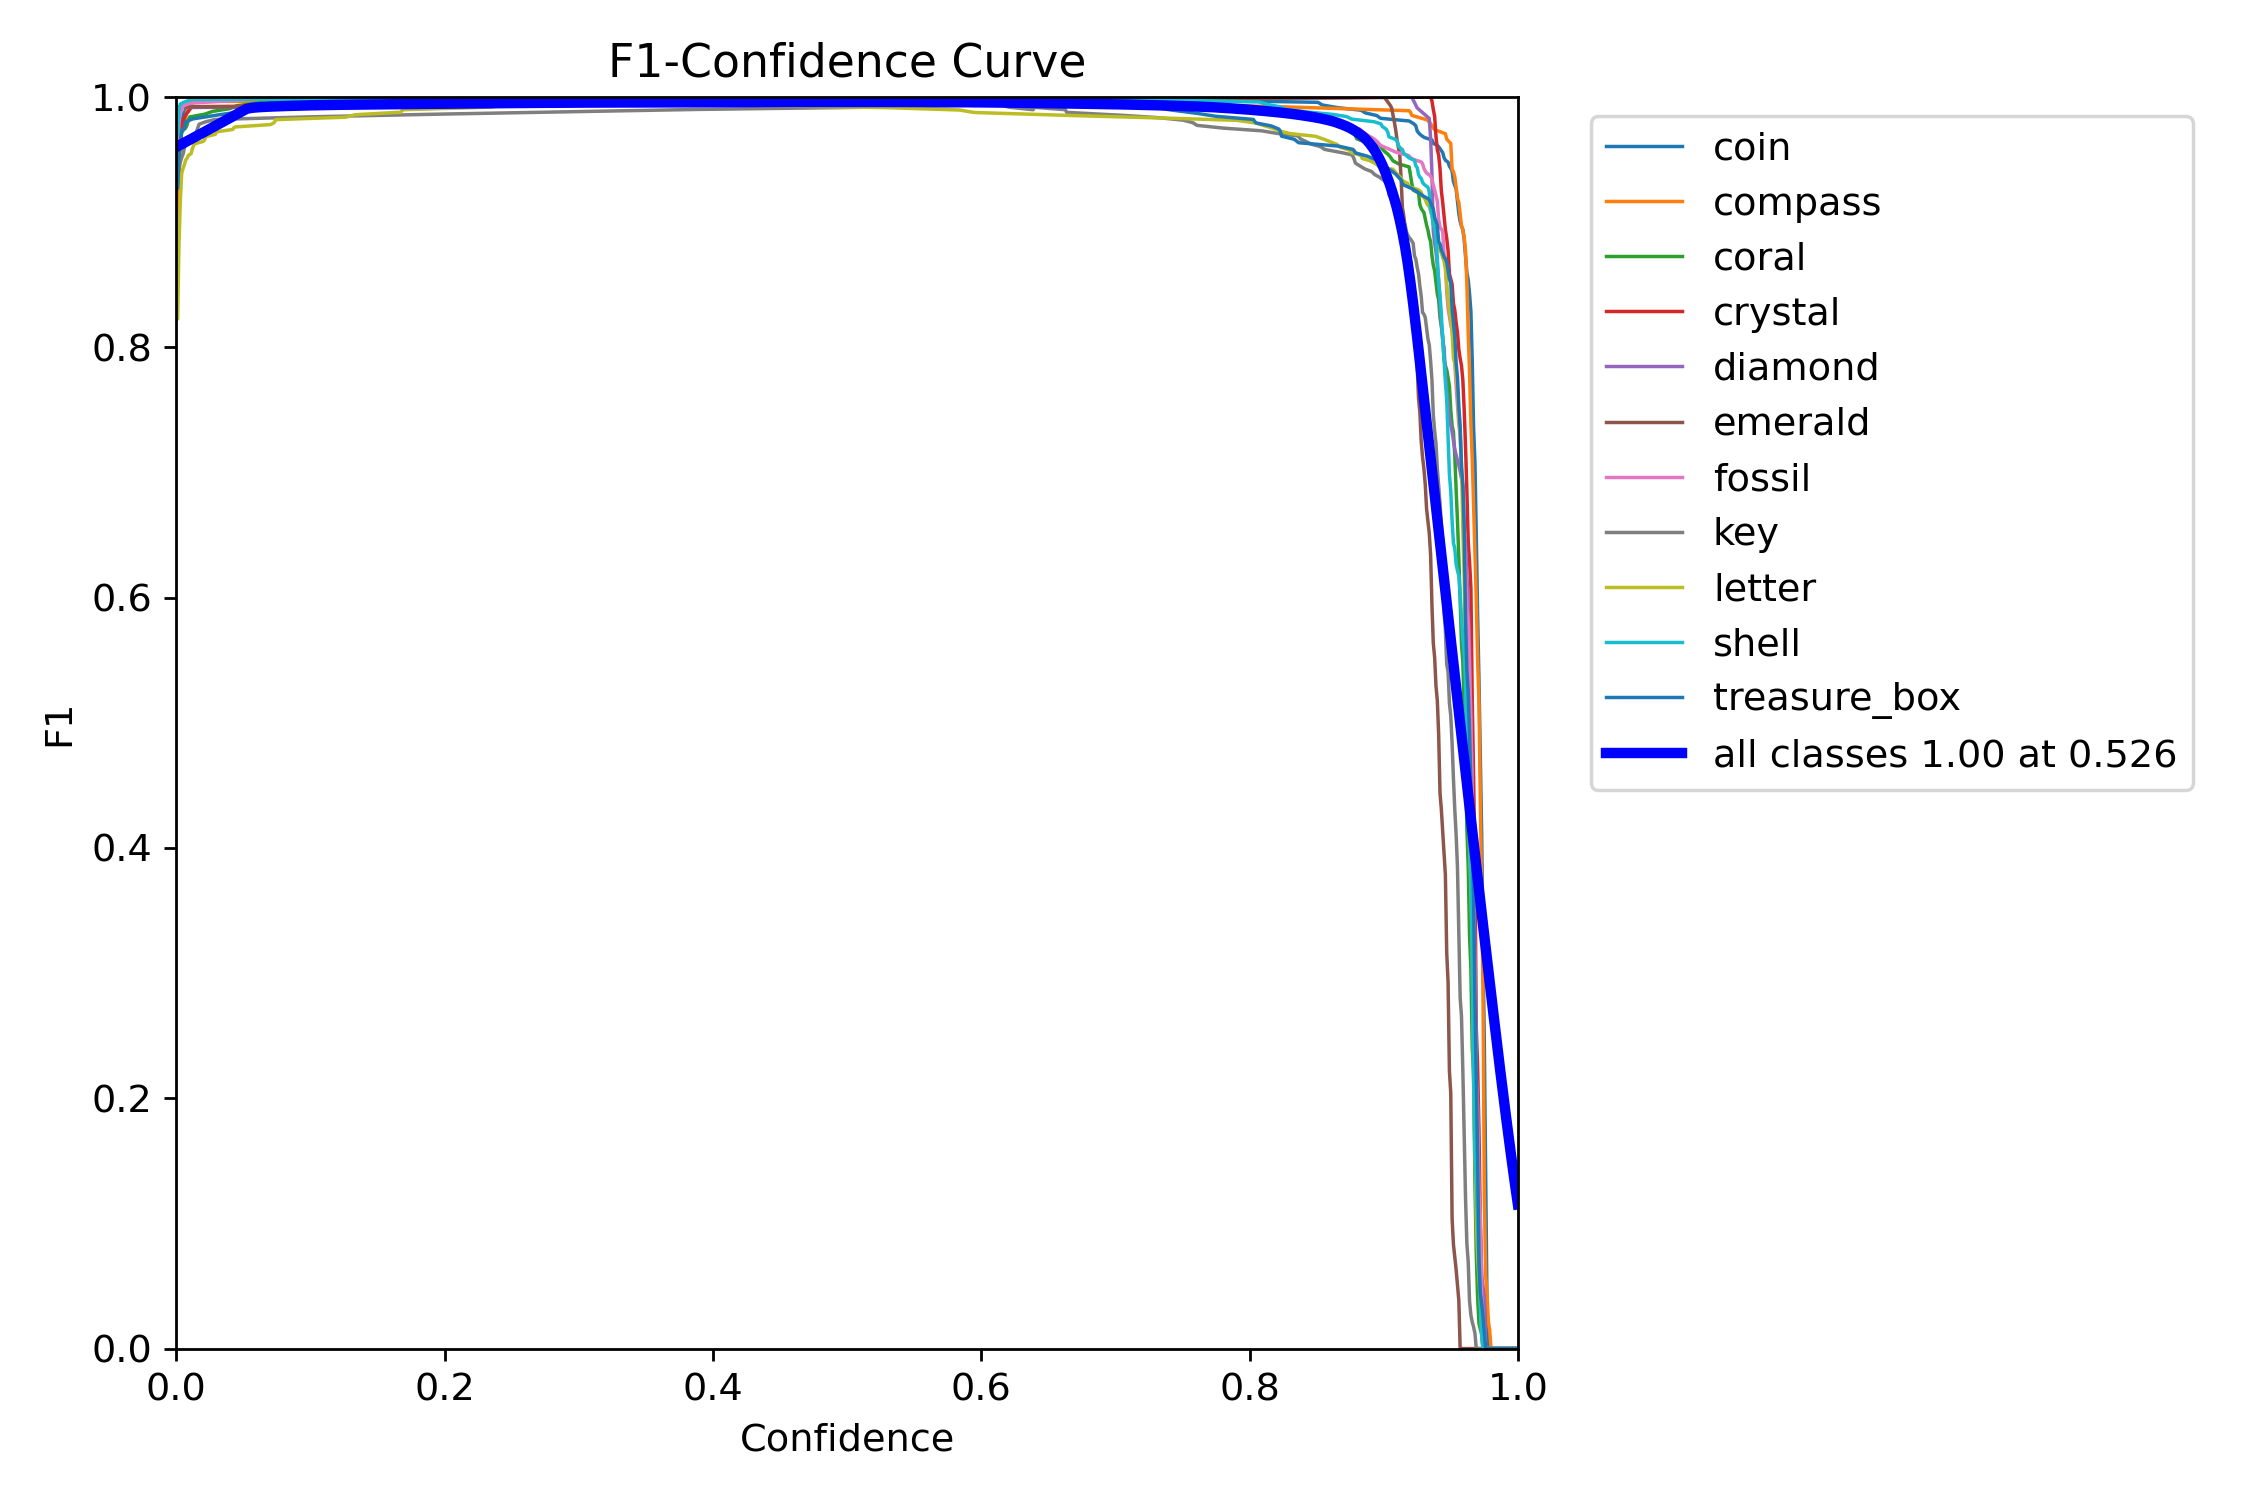 F1-Confidence Curve
1.0
0.8
0.6
0.4
0.2
0.0
F1
0.0 0.2 0.4 0.6 0.8 1.0
Confidence
coin
compass
coral
crystal
diamond
emerald
fossil
key
letter
shell
treasure_box
all classes 1.00 at 0.526